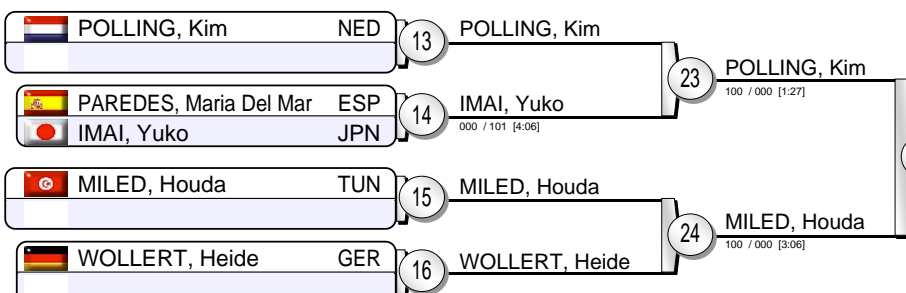 POLLING, Kim NED
13
POLLING, Kim
PAREDES, Maria Del Mar ESP
IMAI, Yuko JPN
14
IMAI, Yuko
000 / 101 [4:06]
23
POLLING, Kim
100 / 000 [1:27]
MILED, Houda TUN
15
MILED, Houda
WOLLERT, Heide GER
16
WOLLERT, Heide
24
MILED, Houda
100 / 000 [3:06]